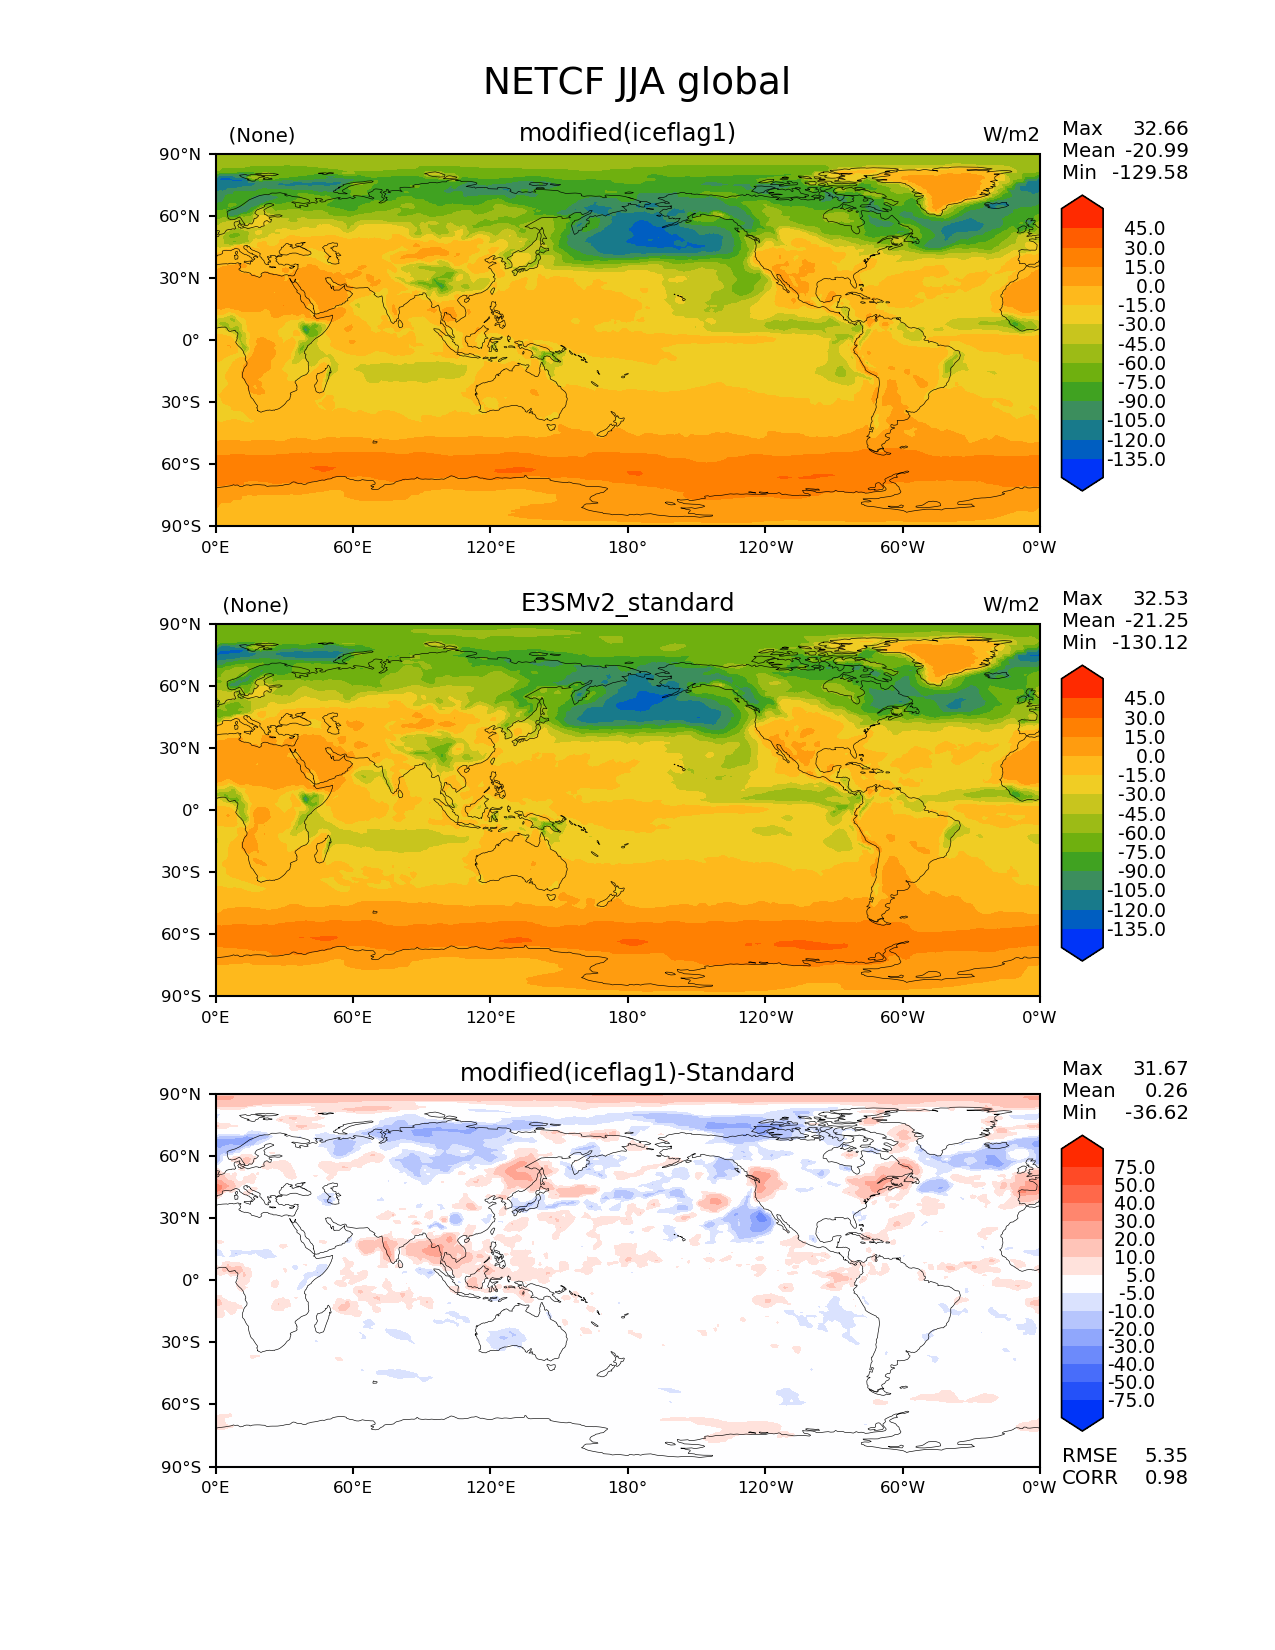 NETCF JJA global
(None) modified(iceflag1) W/m2
Max 32.66
Mean -20.99
Min -129.58
90°N
60°N
30°N
0°
30°S
60°S
90°S
0°E 60°E 120°E 180° 120°W 60°W 0°W
45.0
30.0
15.0
0.0
-15.0
-30.0
-45.0
-60.0
-75.0
-90.0
-105.0
-120.0
-135.0
(None) E3SMv2_standard W/m2
Max 32.53
Mean -21.25
Min -130.12
90°N
60°N
30°N
0°
30°S
60°S
90°S
0°E 60°E 120°E 180° 120°W 60°W 0°W
45.0
30.0
15.0
0.0
-15.0
-30.0
-45.0
-60.0
-75.0
-90.0
-105.0
-120.0
-135.0
modified(iceflag1)-Standard
Max 31.67
Mean 0.26
Min -36.62
90°N
60°N
30°N
0°
30°S
60°S
90°S
0°E 60°E 120°E 180° 120°W 60°W 0°W
75.0
50.0
40.0
30.0
20.0
10.0
5.0
-5.0
-10.0
-20.0
-30.0
-40.0
-50.0
-75.0
RMSE 5.35
CORR 0.98